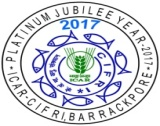 PLATINUM JUBILEE YEAR-2017
2017
CIFRI
ICAR
ICAR-CIFRI, BARRACKPORE